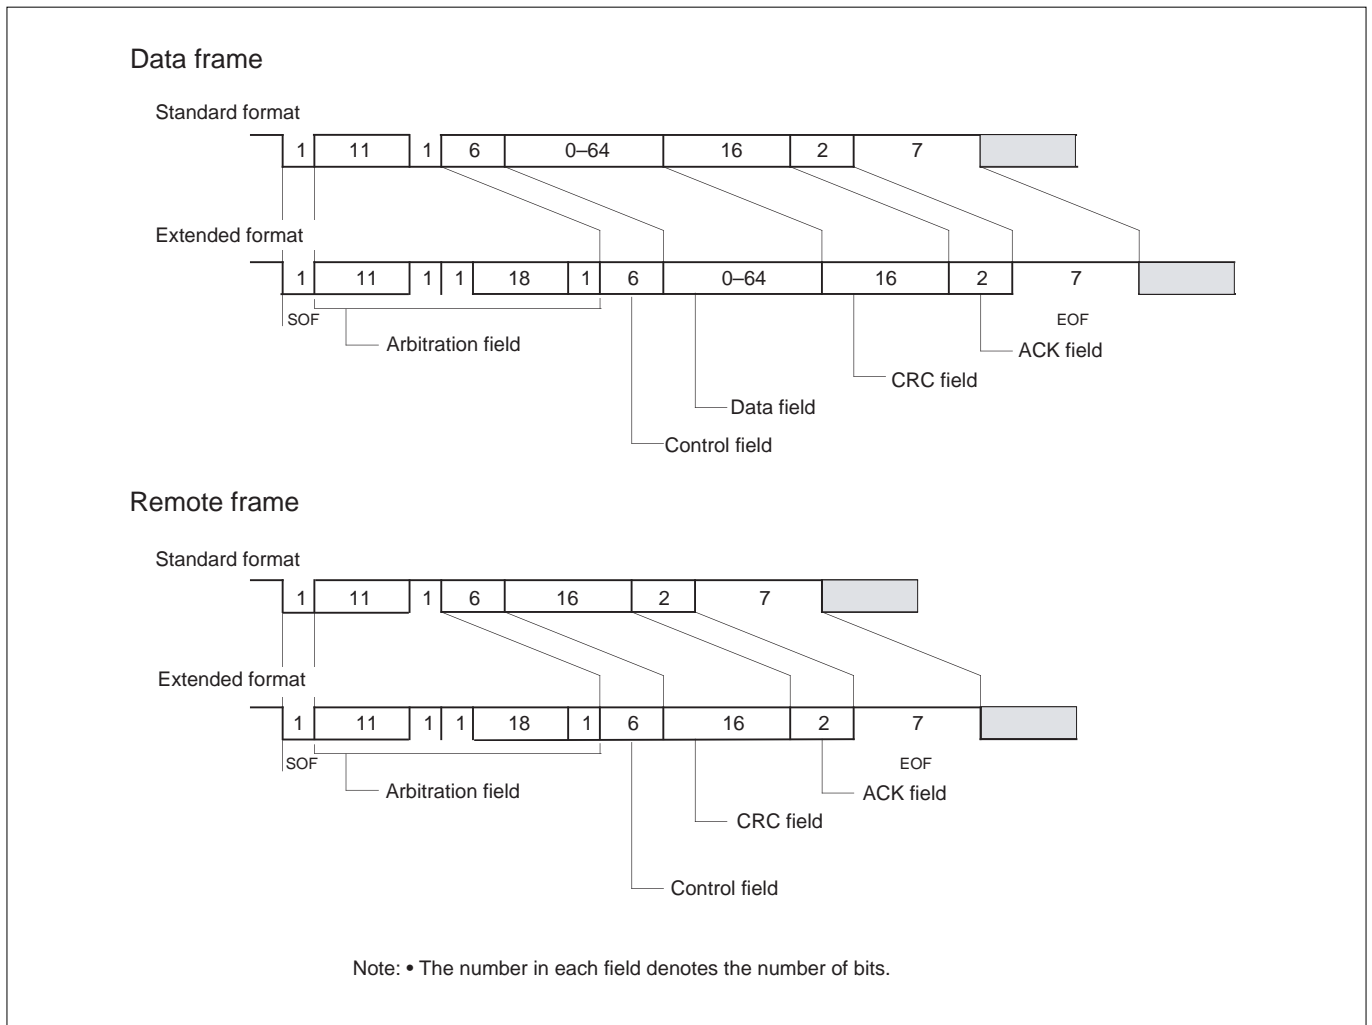 Data frame
Standard format
1 11 1 6 0–64 16 2 7
Extended format
1 11 1 1 18 1 6 0–64 16 2 7
SOF EOF
Arbitration field ACK field
CRC field
Data field
Control field
Remote frame
Standard format
1 11 1 6 16 2 7
Extended format
1 11 1 1 18 1 6 16 2 7
SOF EOF
Arbitration field ACK field
CRC field
Control field
Note: • The number in each field denotes the number of bits.